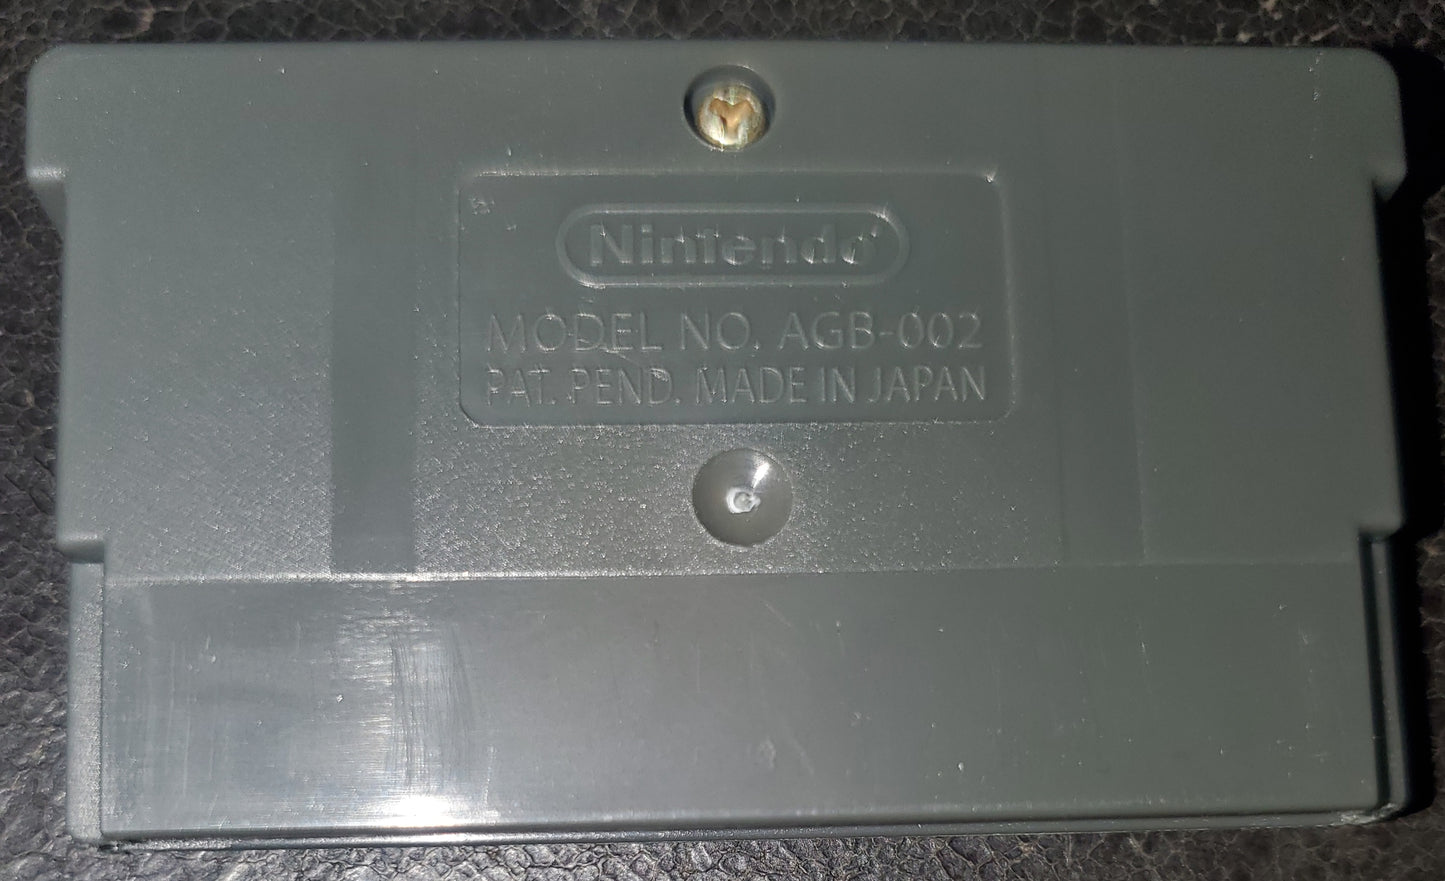 Nintendo
MODEL NO. AGB-002
PAT. PEND. MADE IN JAPAN